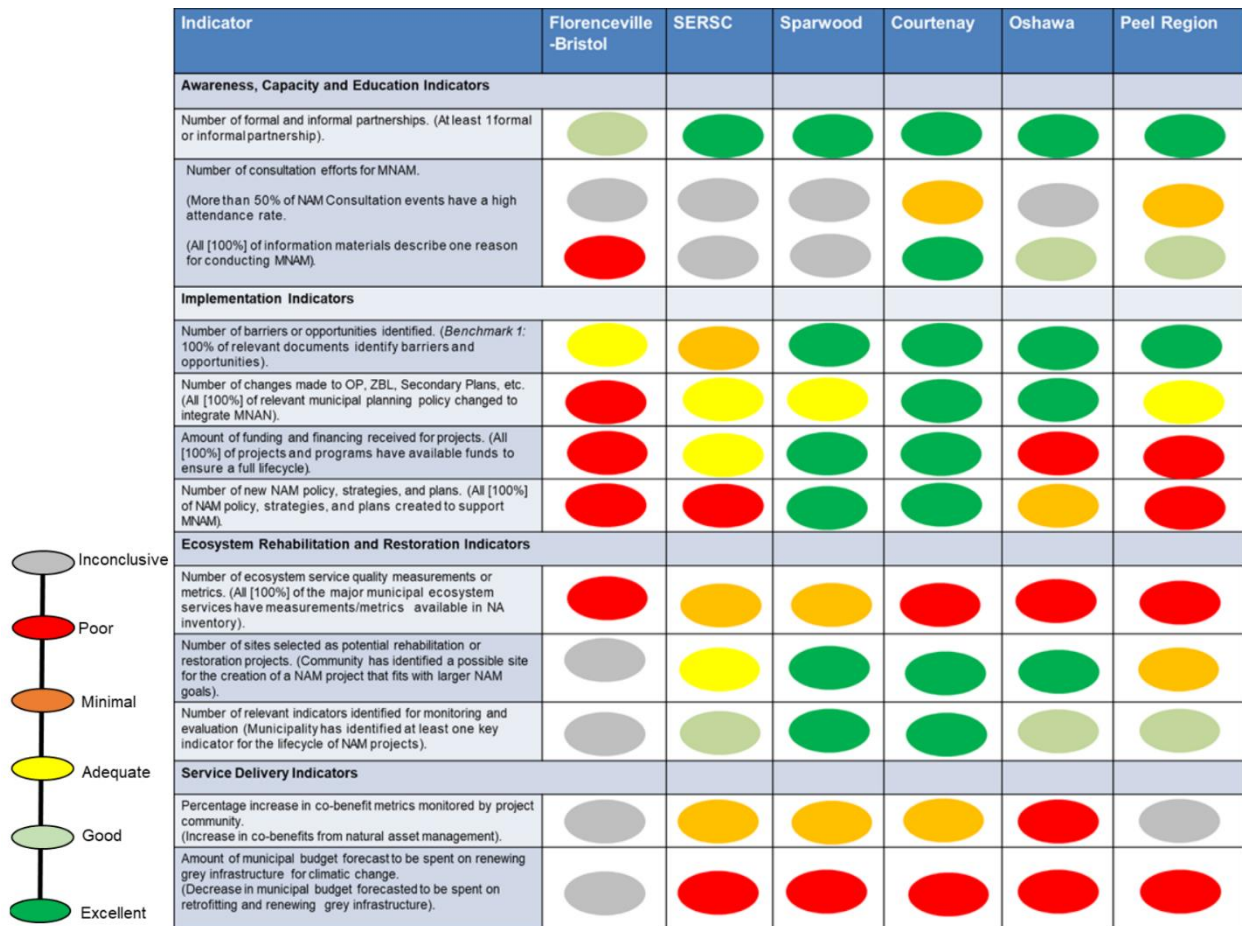 Indicator
Florenceville
-Bristol
SERSC
Sparwood
Courtenay
Oshawa
Peel Region
Awareness, Capacity and Education Indicators
Number of formal and informal partnerships. (At least 1 formal
or informal partnership).
Number of consultation efforts for MNAM.
(More than 50% of NAM Consultation events have a high
attendance rate.
(All [100%] of information materials describe one reason
for conducting MNAM).
Implementation Indicators
Number of barriers or opportunities identified. (Benchmark 1:
100% of relevant documents identify barriers and
opportunities).
Number of changes made to OP, ZBL, Secondary Plans, etc.
(All [100%] of relevant municipal planning policy changed to
integrate MNAN).
Amount of funding and financing received for projects. (All
[100%] of projects and programs have available funds to
ensure a full lifecycle).
Number of new NAM policy, strategies, and plans. (All [100%]
of NAM policy, strategies, and plans created to support
MNAM).
Ecosystem Rehabilitation and Restoration Indicators
Number of ecosystem service quality measurements or
metrics. (All [100%] of the major municipal ecosystem
services have measurements/metrics available in NA
inventory).
Number of sites selected as potential rehabilitation or
restoration projects. (Community has identified a possible site
for the creation of a NAM project that fits with larger NAM
goals).
Number of relevant indicators identified for monitoring and
evaluation (Municipality has identified at least one key
indicator for the lifecycle of NAM projects).
Service Delivery Indicators
Percentage increase in co-benefit metrics monitored by project
community.
(Increase in co-benefits from natural asset management).
Amount of municipal budget forecast to be spent on renewing
grey infrastructure for climatic change.
(Decrease in municipal budget forecasted to be spent on
retrofitting and renewing grey infrastructure).
Inconclusive
Poor
Minimal
Adequate
Good
Excellent